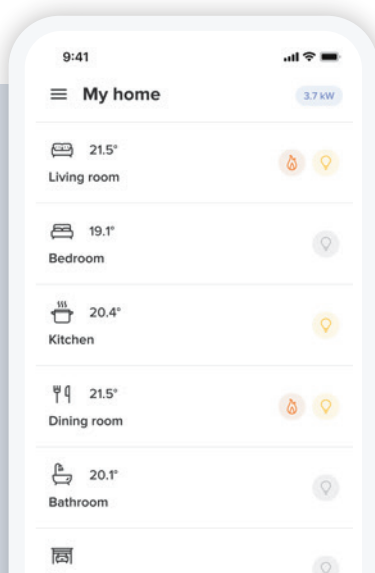 9:41
My home
3.7 kW
21.5°
Living room
19.1°
Bedroom
20.4°
Kitchen
21.5°
Dining room
20.1°
Bathroom